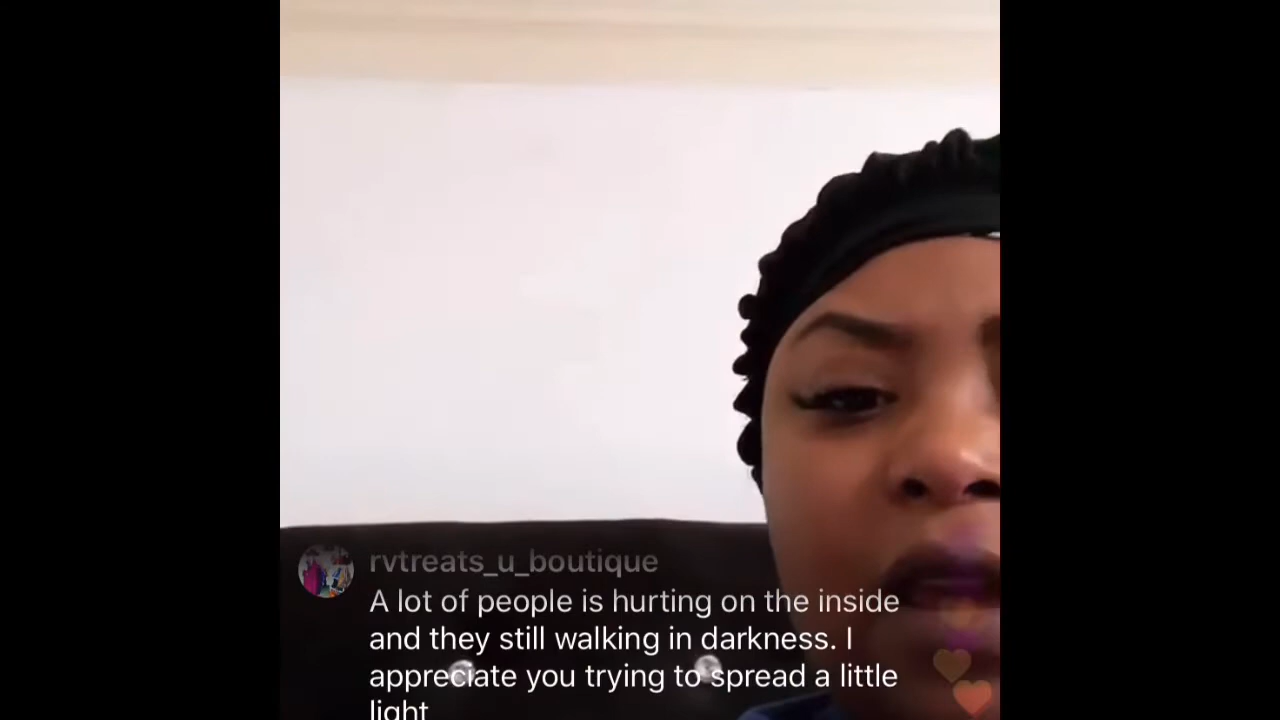 rvtreats_u_boutique
A lot of people is hurting on the inside
and they still walking in darkness. I
appreciate you trying to spread a little
light